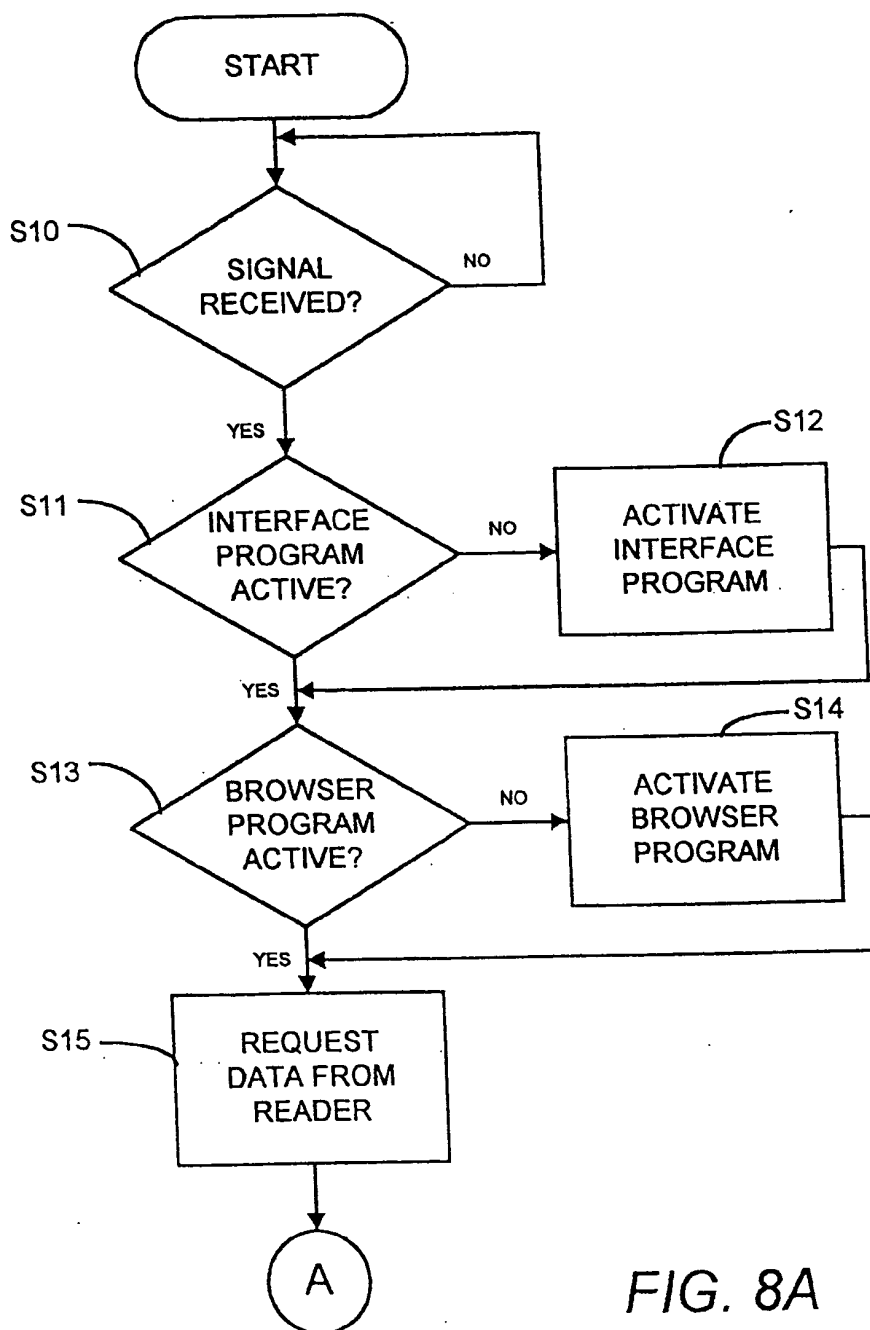 START
S10
SIGNAL
RECEIVED?
NO
YES
S11
INTERFACE
PROGRAM
ACTIVE?
NO
S12
ACTIVATE
INTERFACE
PROGRAM
YES
S13
BROWSER
PROGRAM
ACTIVE?
NO
S14
ACTIVATE
BROWSER
PROGRAM
YES
S15
REQUEST
DATA FROM
READER
A
FIG. 8A